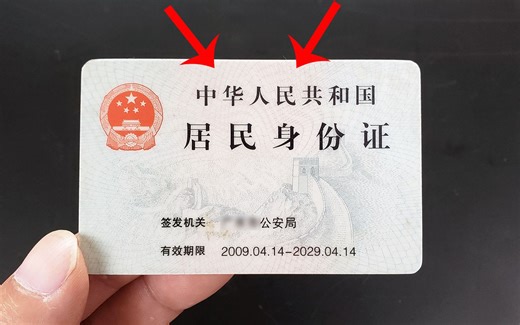 中华人民共和国
居民身份证
签发机关 公安局
有效期限 2009.04.14-2029.04.14